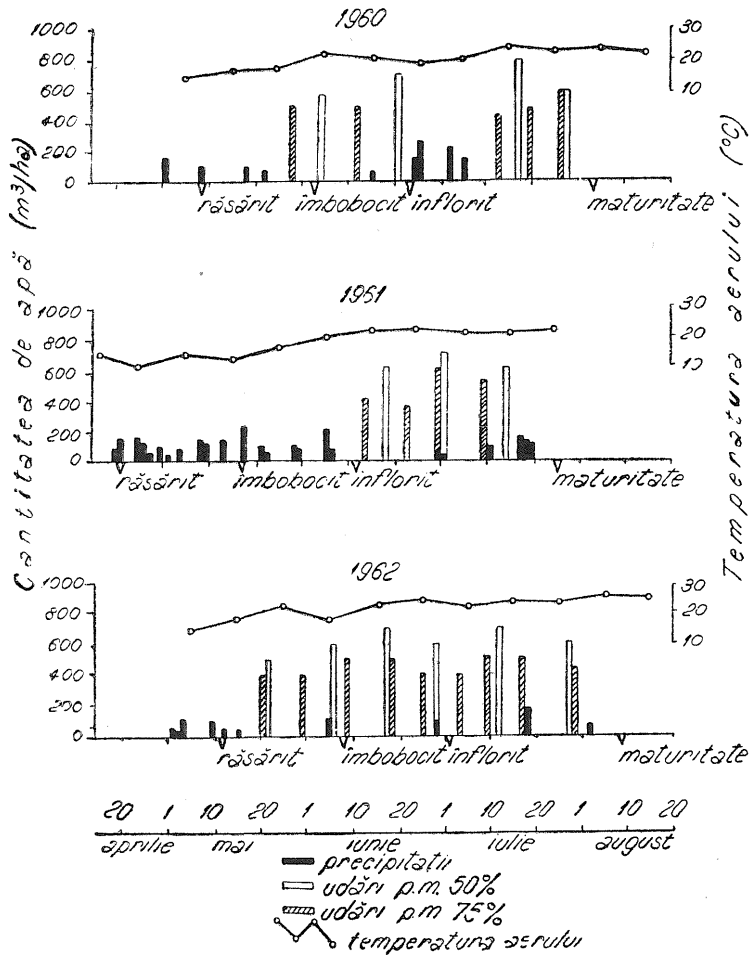 Cantitatea de apă (m³/ha)
Temperatura aerului (°C)
1960
1000
800
600
400
200
0
30
20
10
răsărit îmbobocit înflorit maturitate
1961
1000
800
600
400
200
0
30
20
10
răsărit îmbobocit înflorit maturitate
1962
1000
800
600
400
200
0
30
20
10
răsărit îmbobocit înflorit maturitate
20 1 10 20 1 10 20 1 10 20 1 10 20
aprilie mai iunie iulie august
precipitatii
udări p.m. 50%
udări p.m 75%
temperatura aerului